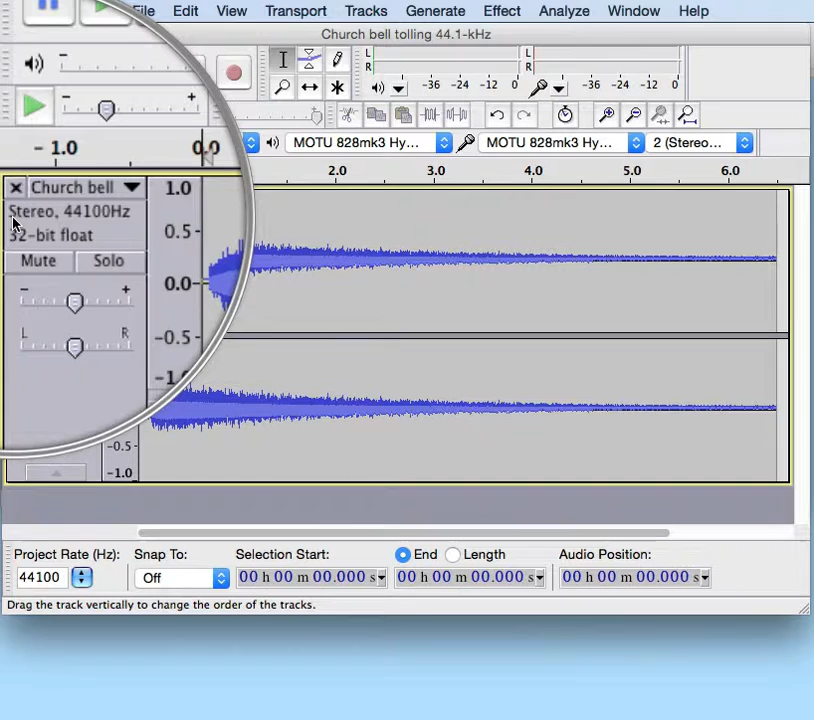 File Edit View Transport Tracks Generate Effect Analyze Window Help
Church bell tolling 44.1-kHz
L L
R R
-36 -24 -12 0 -36 -24 -12 0
- +
MOTU 828mk3 Hy... MOTU 828mk3 Hy... 2 (Stereo...
- 1.0 0.0 2.0 3.0 4.0 5.0 6.0
Church bell 1.0
Stereo, 44100Hz
32-bit float 0.5
Mute Solo
0.0
- +
L R -0.5
-1.
-0.5
-1.0
Project Rate (Hz): Snap To: Selection Start: End Length Audio Position:
44100 Off 00 h 00 m 00.000 s 00 h 00 m 00.000 s 00 h 00 m 00.000 s
Drag the track vertically to change the order of the tracks.